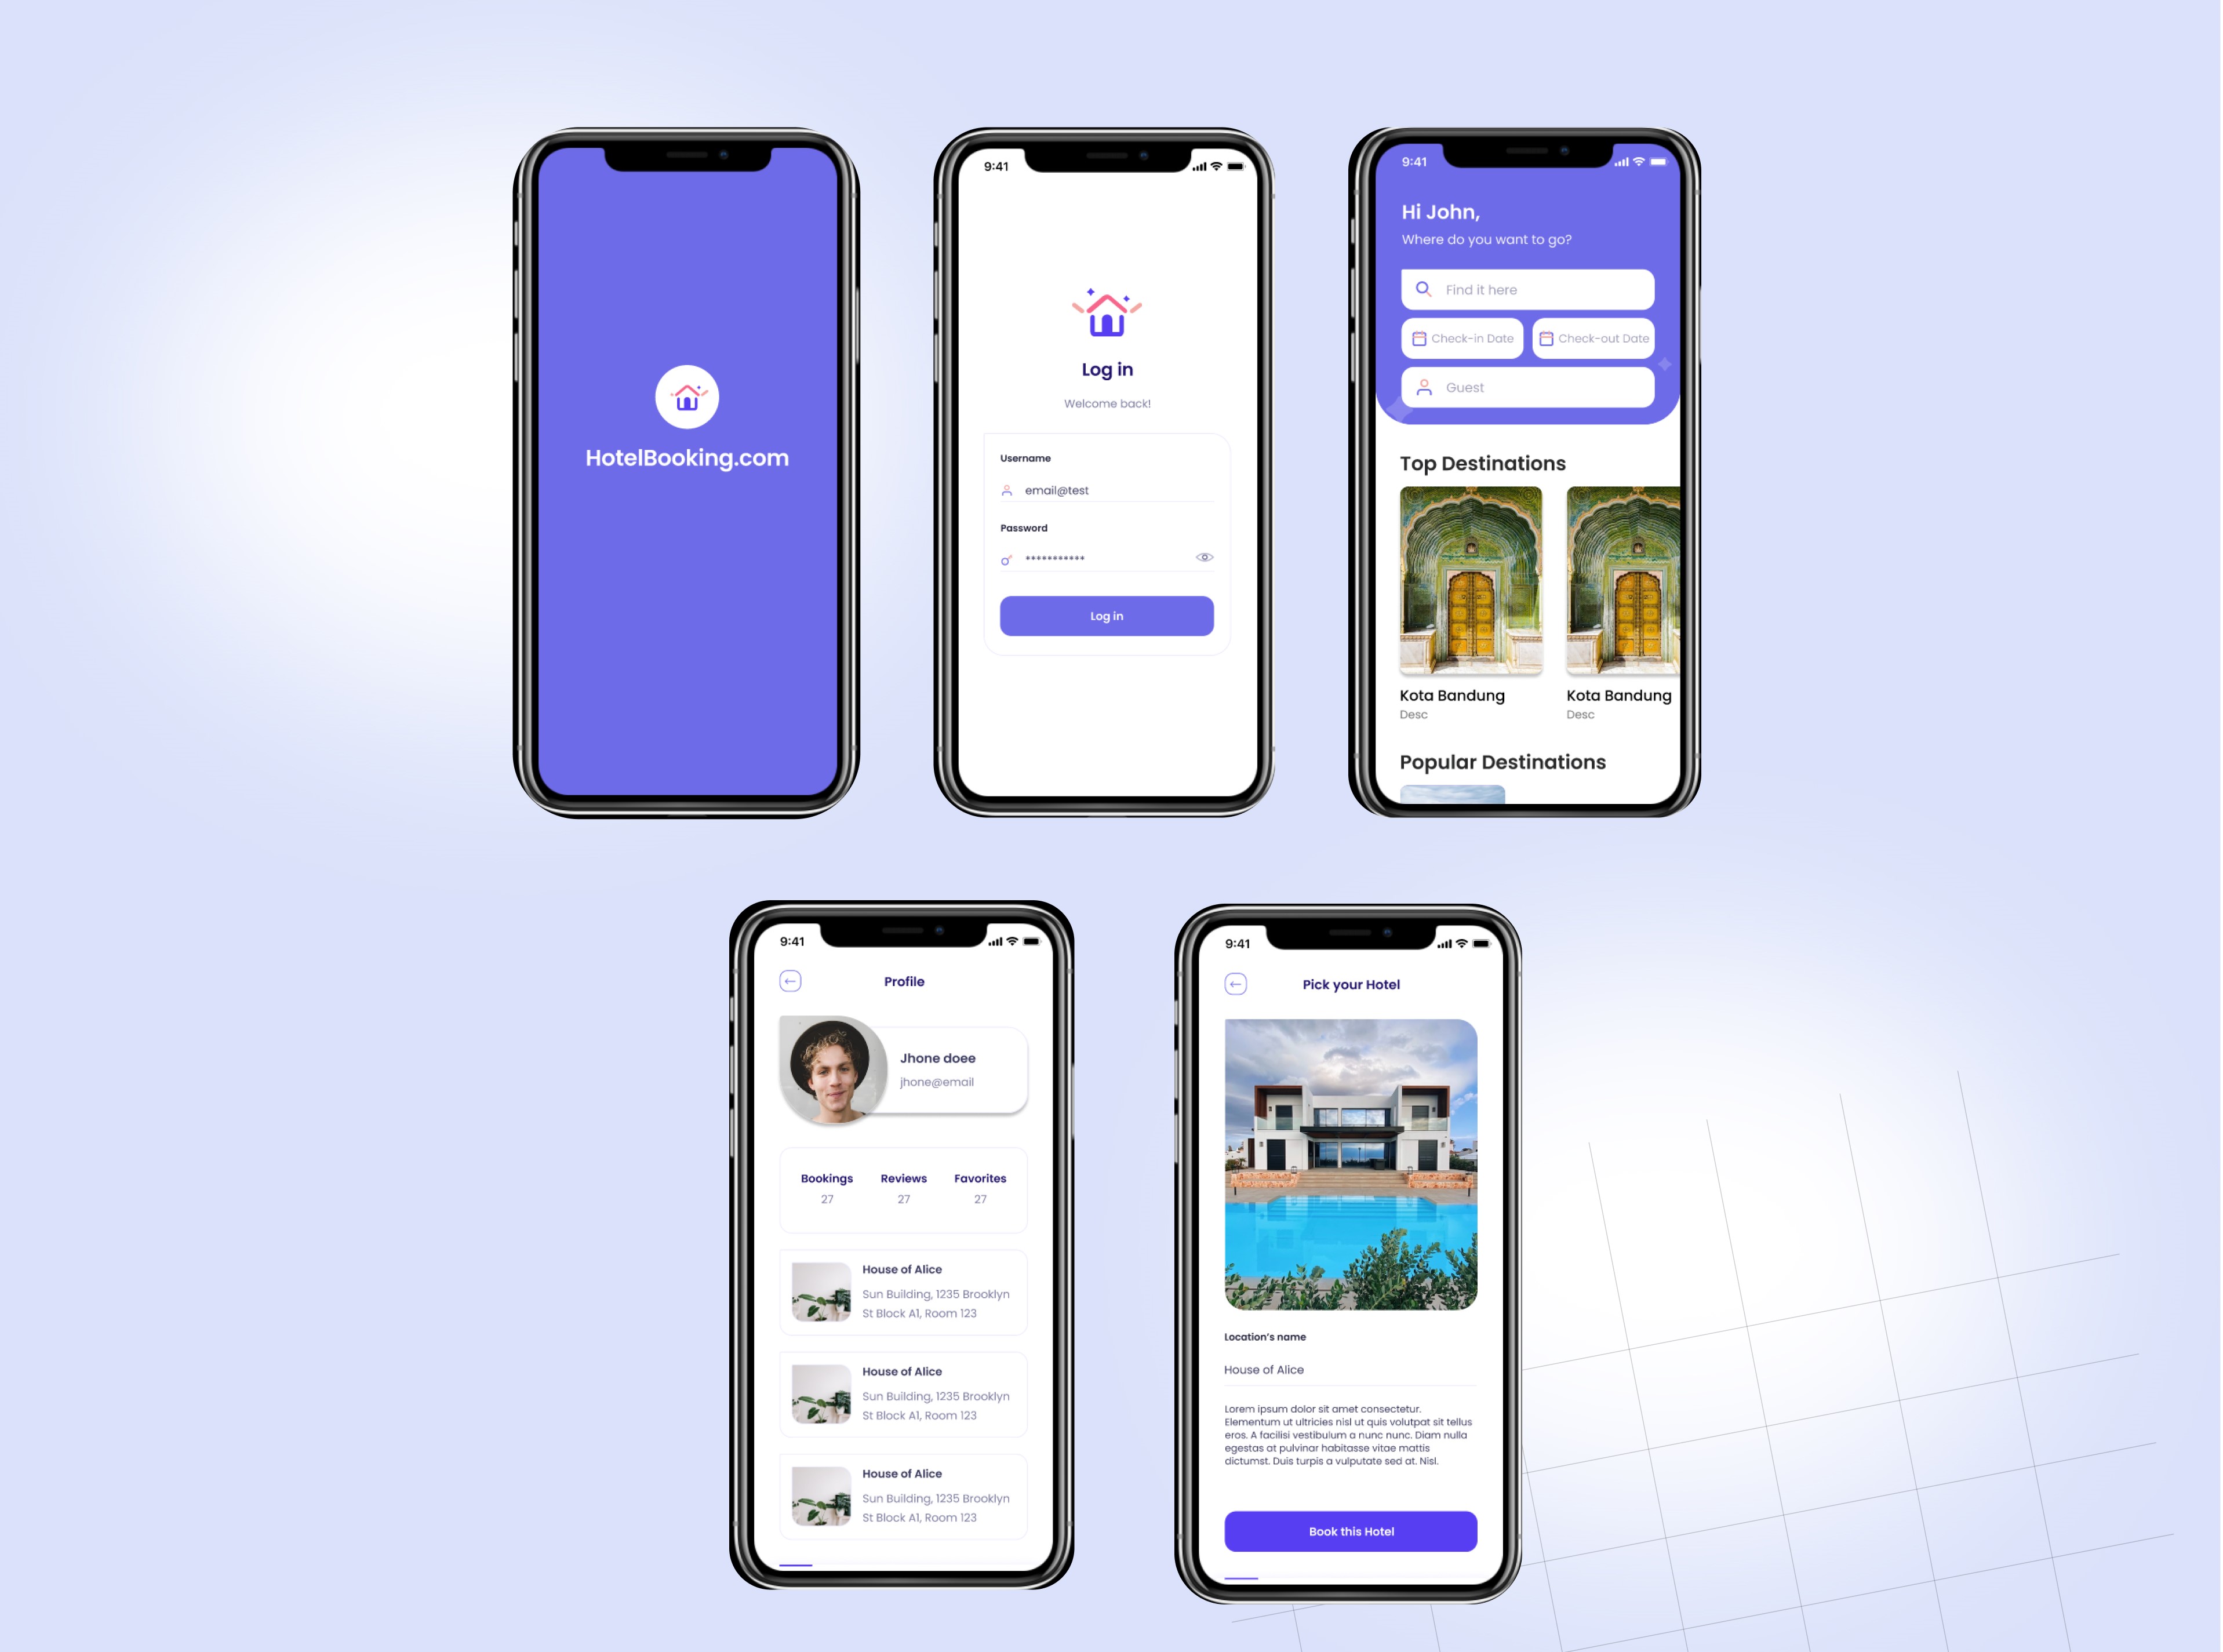 HotelBooking.com
9:41
Log in
Welcome back!
Username
email@test
Password
***********
Log in
9:41
Hi John,
Where do you want to go?
Find it here
Check-in Date
Check-out Date
Guest
Top Destinations
Kota Bandung
Desc
Kota Bandung
Desc
Popular Destinations
9:41
Profile
Jhone doee
jhone@email
Bookings Reviews Favorites
27 27 27
House of Alice
Sun Building, 1235 Brooklyn
St Block A1, Room 123
House of Alice
Sun Building, 1235 Brooklyn
St Block A1, Room 123
House of Alice
Sun Building, 1235 Brooklyn
St Block A1, Room 123
9:41
Pick your Hotel
Location's name
House of Alice
Lorem ipsum dolor sit amet consectetur.
Elementum ut ultricies nisl ut quis volutpat sit tellus
eros. A facilisi vestibulum a nunc nunc. Diam nulla
egestas at pulvinar habitasse vitae mattis
dictumst. Duis turpis a vulputate sed at. Nisl.
Book this Hotel